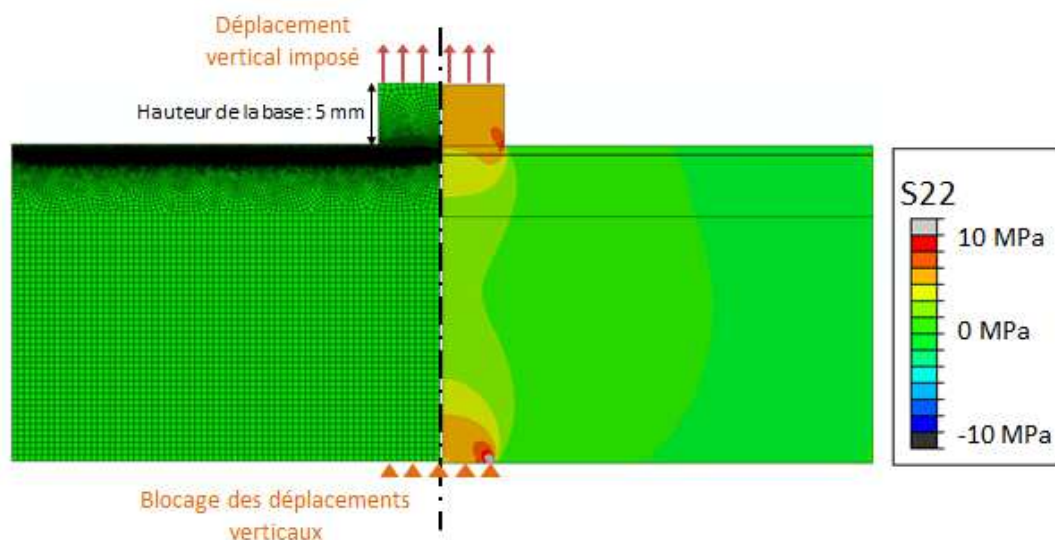 Déplacement
vertical imposé
Hauteur de la base: 5 mm
S22
10 MPa
0 MPa
-10 MPa
Blocage des déplacements
verticaux